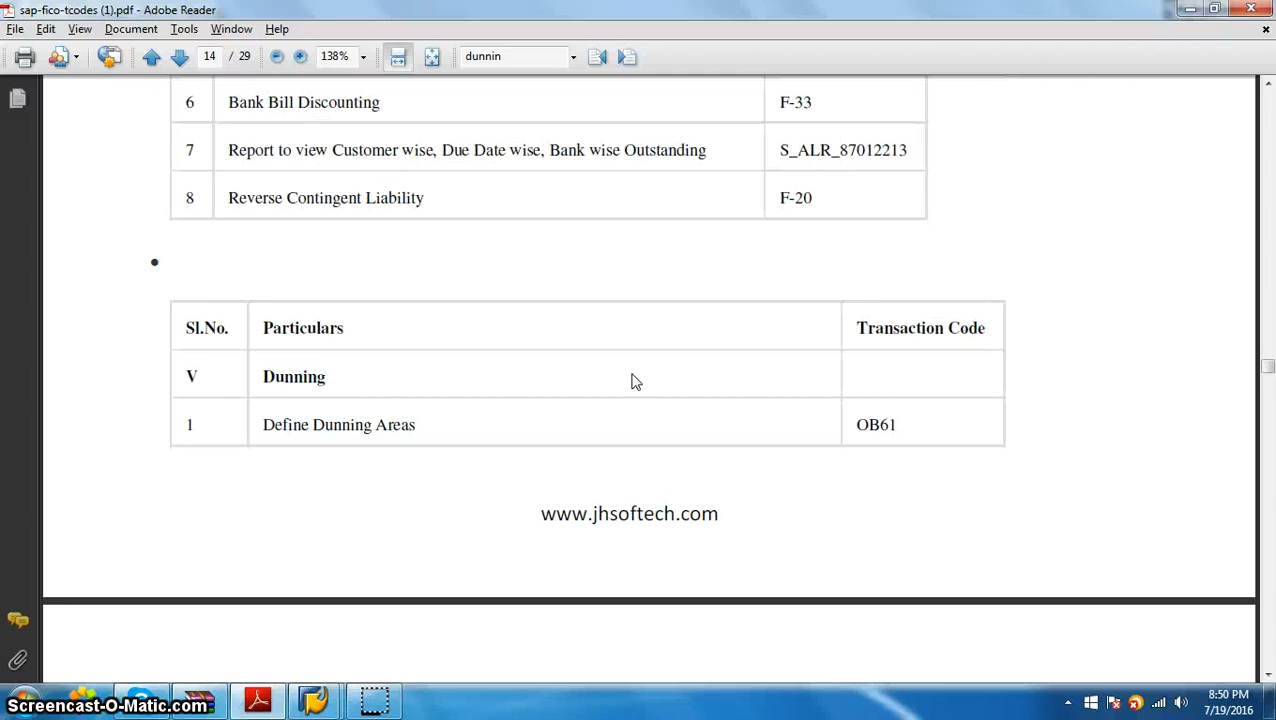 sap-fico-tcodes (1).pdf - Adobe Reader
File Edit View Document Tools Window Help
14 / 29 138% dunnin
6 Bank Bill Discounting F-33
7 Report to view Customer wise, Due Date wise, Bank wise Outstanding S_ALR_87012213
8 Reverse Contingent Liability F-20
•
Sl.No. Particulars Transaction Code
V Dunning
1 Define Dunning Areas OB61
www.jhsoftech.com
Screencast-O-Matic.com
8:50 PM
7/19/2016